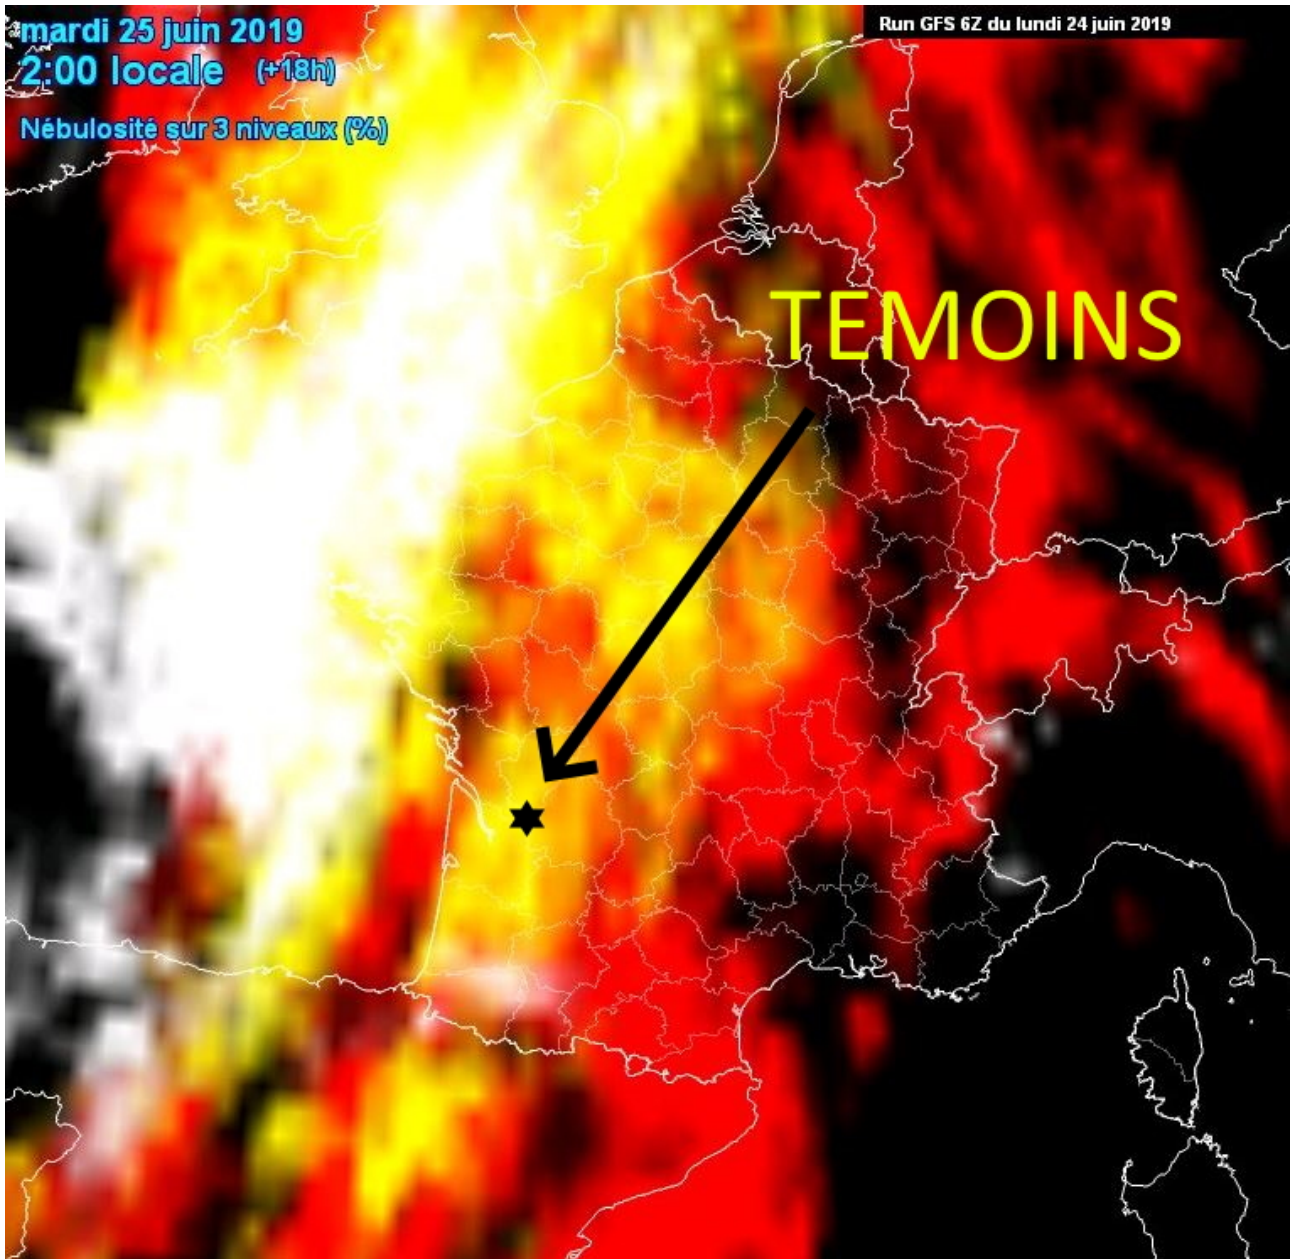 mardi 25 juin 2019
2:00 locale (+18h)
Nébulosité sur 3 niveaux (%)
Run GFS 6Z du lundi 24 juin 2019
TEMOINS